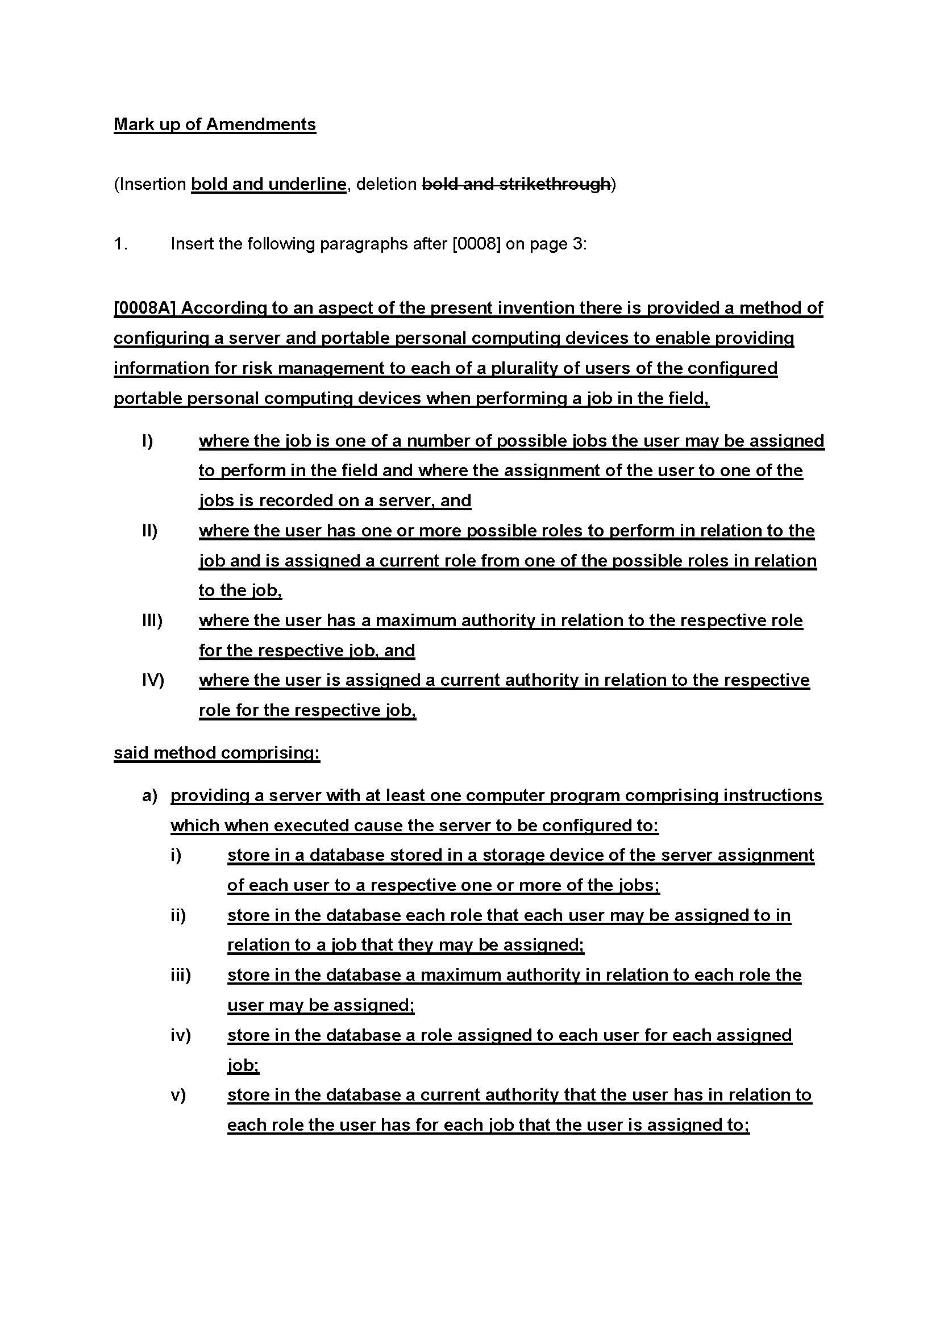 Mark up of Amendments
(Insertion bold and underline, deletion bold and strikethrough)
1. Insert the following paragraphs after [0008] on page 3:
[0008A] According to an aspect of the present invention there is provided a method of
configuring a server and portable personal computing devices to enable providing
information for risk management to each of a plurality of users of the configured
portable personal computing devices when performing a job in the field,
I) where the job is one of a number of possible jobs the user may be assigned
to perform in the field and where the assignment of the user to one of the
jobs is recorded on a server, and
II) where the user has one or more possible roles to perform in relation to the
job and is assigned a current role from one of the possible roles in relation
to the job,
III) where the user has a maximum authority in relation to the respective role
for the respective job, and
IV) where the user is assigned a current authority in relation to the respective
role for the respective job,
said method comprising:
a) providing a server with at least one computer program comprising instructions
which when executed cause the server to be configured to:
i) store in a database stored in a storage device of the server assignment
of each user to a respective one or more of the jobs;
ii) store in the database each role that each user may be assigned to in
relation to a job that they may be assigned;
iii) store in the database a maximum authority in relation to each role the
user may be assigned;
iv) store in the database a role assigned to each user for each assigned
job;
v) store in the database a current authority that the user has in relation to
each role the user has for each job that the user is assigned to;